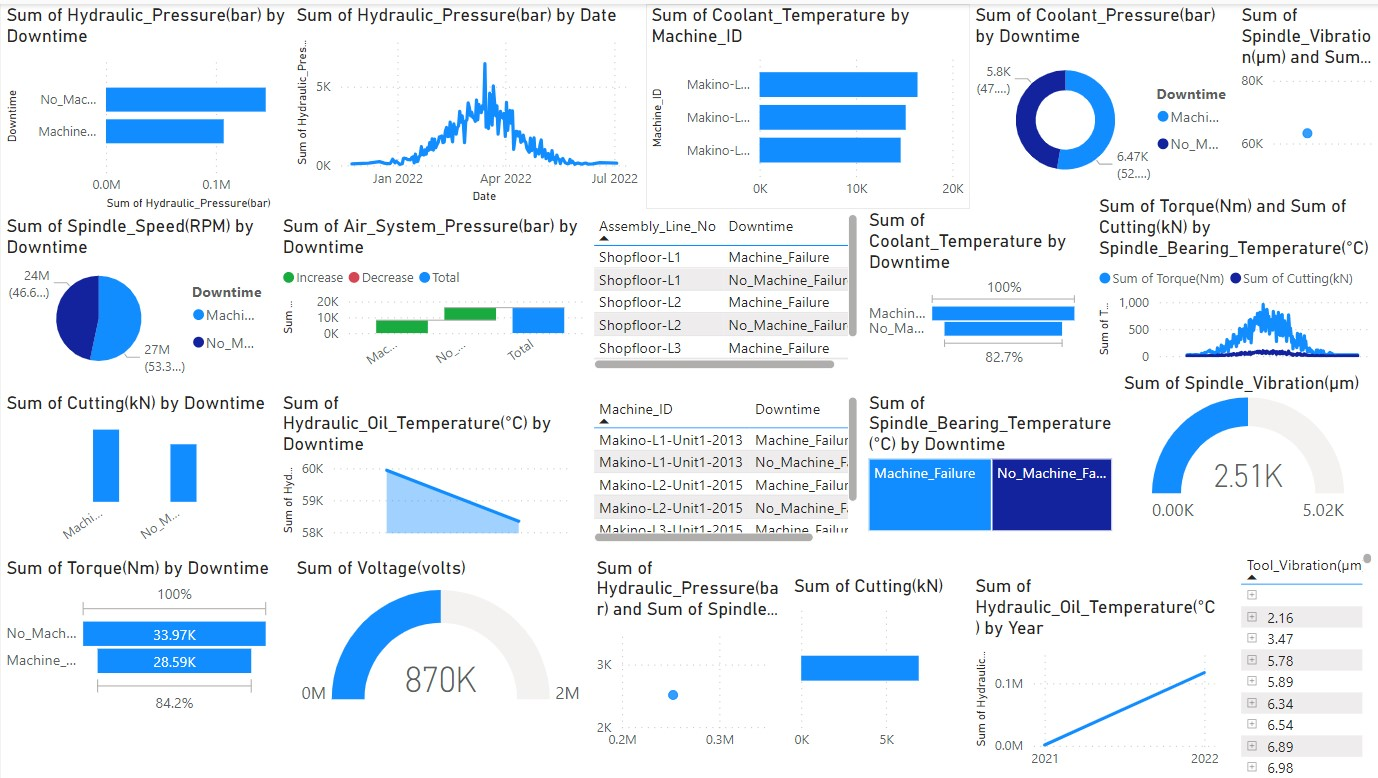 Sum of Hydraulic_Pressure(bar) by
Downtime
Downtime
No_Mac...
Machine...
0.0M
0.1M
Sum of Hydraulic_Pressure(bar)
Sum of Hydraulic_Pressure(bar) by Date
Sum of Hydraulic_Pres...
5K
0K
Jan 2022
Apr 2022
Jul 2022
Date
Sum of Coolant_Temperature by
Machine_ID
Machine_ID
Makino-L...
Makino-L...
Makino-L...
0K
10K
20K
Sum of Coolant_Pressure(bar)
by Downtime
5.8K
(47....)
6.47K
(52....)
Downtime
Machi...
No_M...
Sum of
Spindle_Vibratio
n(µm) and Sum...
80K
60K
Sum of Spindle_Speed(RPM) by
Downtime
24M
(46.6...)
27M
(53.3...)
Downtime
Machi...
No_M...
Sum of Air_System_Pressure(bar) by
Downtime
Increase Decrease Total
Sum ...
20K
10K
0K
Mac...
No_...
Total
Assembly_Line_No Downtime
Shopfloor-L1 Machine_Failure
Shopfloor-L1 No_Machine_Failur
Shopfloor-L2 Machine_Failure
Shopfloor-L2 No_Machine_Failur
Shopfloor-L3 Machine_Failure
Sum of
Coolant_Temperature by
Downtime
100%
Machin...
No_Ma...
82.7%
Sum of Torque(Nm) and Sum of
Cutting(kN) by
Spindle_Bearing_Temperature(°C)
Sum of Torque(Nm) Sum of Cutting(kN)
Sum of T...
1,000
500
0
Sum of Cutting(kN) by Downtime
Machi...
No_M...
Sum of
Hydraulic_Oil_Temperature(°C) by
Downtime
Sum of Hyd...
60K
59K
58K
Machine_ID Downtime
Makino-L1-Unit1-2013 Machine_Failur
Makino-L1-Unit1-2013 No_Machine_Fa
Makino-L2-Unit1-2015 Machine_Failur
Makino-L2-Unit1-2015 No_Machine_Fa
Makino-L3-Unit1-2015 Machine_Failur
Sum of
Spindle_Bearing_Temperature
(°C) by Downtime
Machine_Failure
No_Machine_Fa...
Sum of Spindle_Vibration(µm)
2.51K
0.00K
5.02K
Sum of Torque(Nm) by Downtime
100%
No_Mach...
33.97K
Machine_...
28.59K
84.2%
Sum of Voltage(volts)
870K
0M
2M
Sum of
Hydraulic_Pressure(ba
r) and Sum of Spindle...
3K
2K
0.2M
0.3M
Sum of Cutting(kN)
0K
5K
Sum of
Hydraulic_Oil_Temperature(°C
) by Year
Sum of Hydraulic...
0.1M
0.0M
2021
2022
Tool_Vibration(µm
2.16
3.47
5.78
5.89
6.34
6.54
6.89
6.98